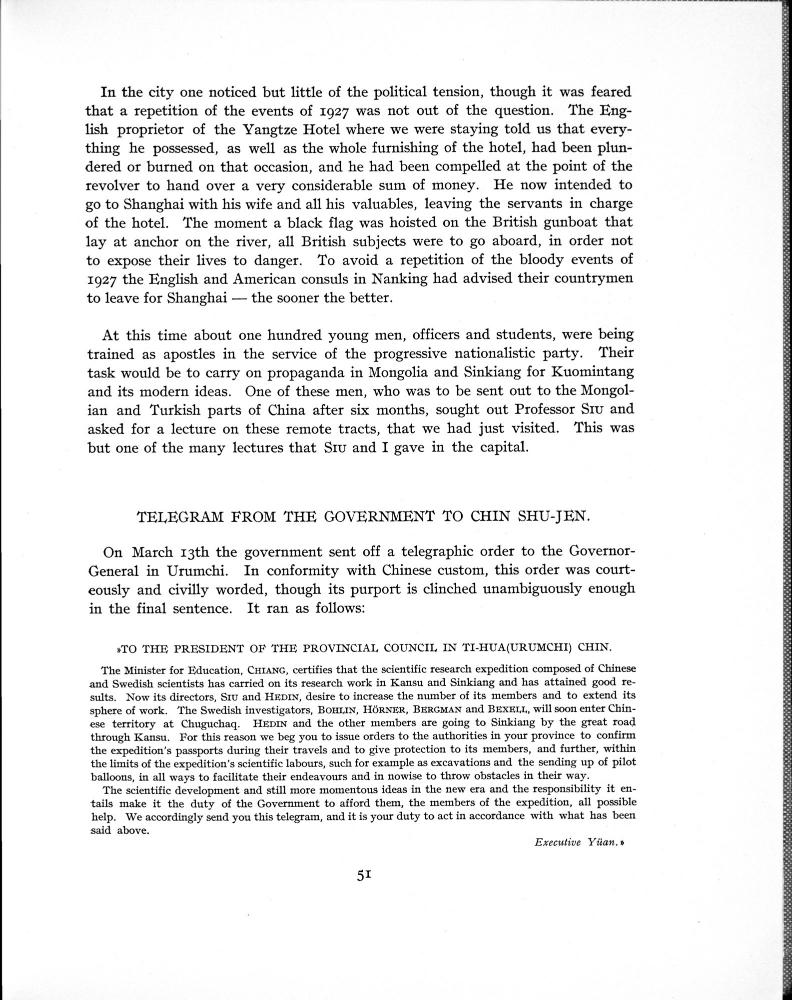 In the city one noticed but little of the political tension, though it was feared
that a repetition of the events of 1927 was not out of the question. The Eng-
lish proprietor of the Yangtze Hotel where we were staying told us that every-
thing he possessed, as well as the whole furnishing of the hotel, had been plun-
dered or burned on that occasion, and he had been compelled at the point of the
revolver to hand over a very considerable sum of money. He now intended to
go to Shanghai with his wife and all his valuables, leaving the servants in charge
of the hotel. The moment a black flag was hoisted on the British gunboat that
lay at anchor on the river, all British subjects were to go aboard, in order not
to expose their lives to danger. To avoid a repetition of the bloody events of
1927 the English and American consuls in Nanking had advised their countrymen
to leave for Shanghai — the sooner the better.
At this time about one hundred young men, officers and students, were being
trained as apostles in the service of the progressive nationalistic party. Their
task would be to carry on propaganda in Mongolia and Sinkiang for Kuomintang
and its modern ideas. One of these men, who was to be sent out to the Mongol-
ian and Turkish parts of China after six months, sought out Professor SIU and
asked for a lecture on these remote tracts, that we had just visited. This was
but one of the many lectures that SIU and I gave in the capital.
TELEGRAM FROM THE GOVERNMENT TO CHIN SHU-JEN.
On March 13th the government sent off a telegraphic order to the Governor-
General in Urumchi. In conformity with Chinese custom, this order was court-
eously and civilly worded, though its purport is clinched unambiguously enough
in the final sentence. It ran as follows:
»TO THE PRESIDENT OF THE PROVINCIAL COUNCIL IN TI-HUA(URUMCHI) CHIN.
The Minister for Education, CHIANG, certifies that the scientific research expedition composed of Chinese
and Swedish scientists has carried on its research work in Kansu and Sinkiang and has attained good re-
sults. Now its directors, SIU and HEDIN, desire to increase the number of its members and to extend its
sphere of work. The Swedish investigators, BOHLIN, HÖRNER, BERGMAN and BEXELL, will soon enter Chin-
ese territory at Chuguchaq. HEDIN and the other members are going to Sinkiang by the great road
through Kansu. For this reason we beg you to issue orders to the authorities in your province to confirm
the expedition's passports during their travels and to give protection to its members, and further, within
the limits of the expedition's scientific labours, such for example as excavations and the sending up of pilot
balloons, in all ways to facilitate their endeavours and in nowise to throw obstacles in their way.
The scientific development and still more momentous ideas in the new era and the responsibility it en-
tails make it the duty of the Government to afford them, the members of the expedition, all possible
help. We accordingly send you this telegram, and it is your duty to act in accordance with what has been
said above.
Executive Yüan.»
51